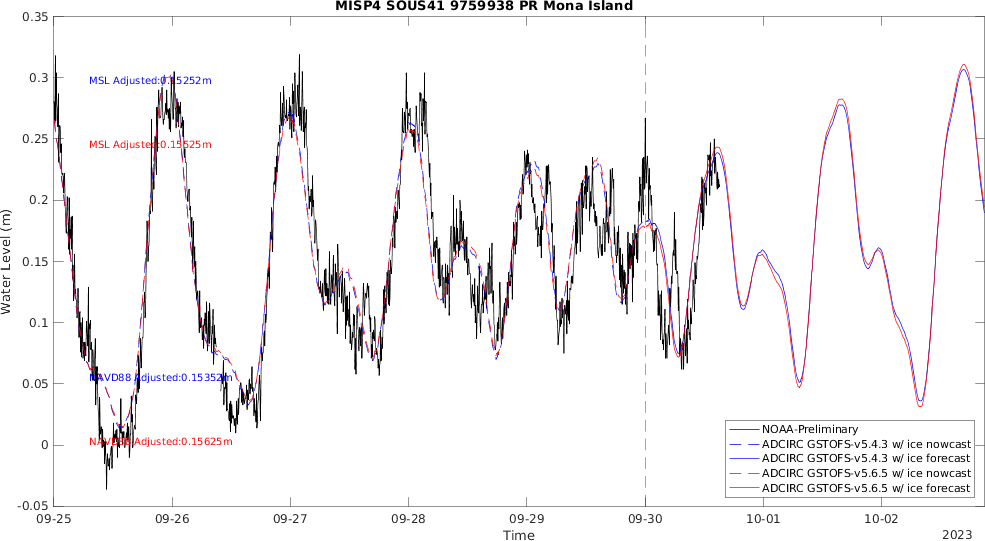 MISP4 SOUS41 9759938 PR Mona Island
0.35
0.3
0.25
0.2
0.15
0.1
0.05
0
-0.05
Water Level (m)
MSL Adjusted:0.15252m
MSL Adjusted:0.15525m
NAVD88 Adjusted:0.15352m
NAVD88 Adjusted:0.15625m
NOAA-Preliminary
ADCIRC GSTOFS-v5.4.3 w/ ice nowcast
ADCIRC GSTOFS-v5.4.3 w/ ice forecast
ADCIRC GSTOFS-v5.6.5 w/ ice nowcast
ADCIRC GSTOFS-v5.6.5 w/ ice forecast
09-25 09-26 09-27 09-28 09-29 09-30 10-01 10-02
Time
2023